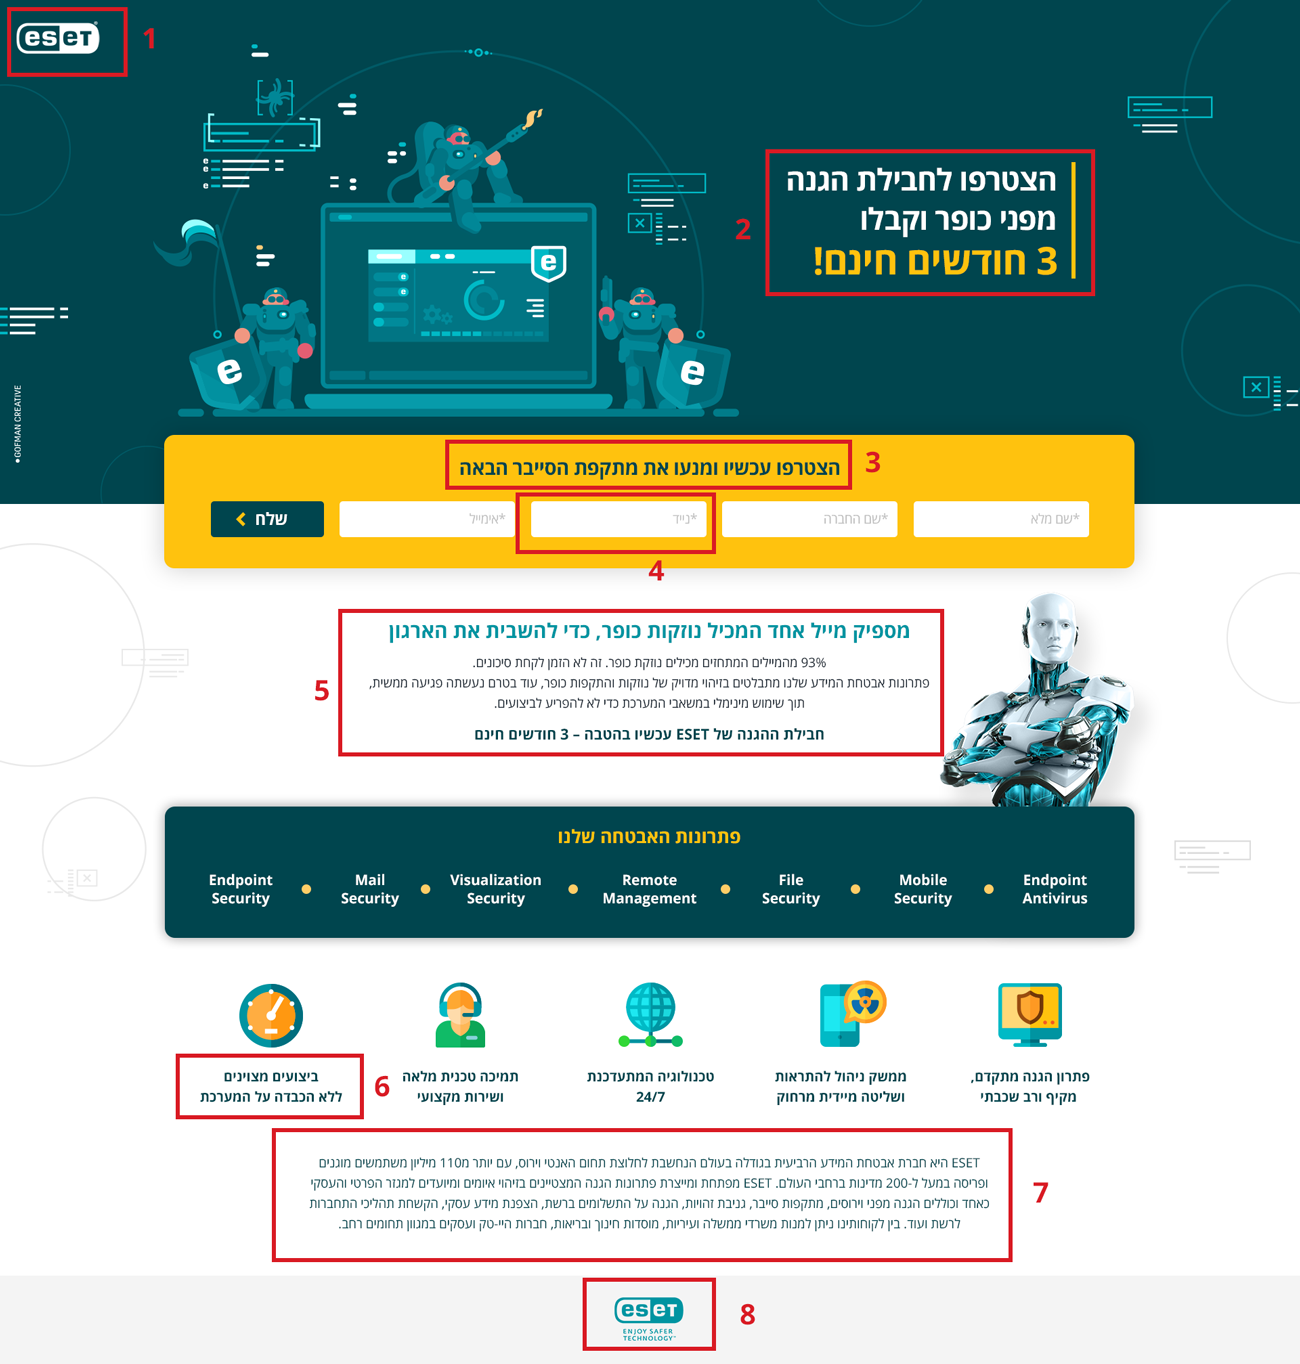 eseT
1
הצטרפו לחבילת הגנה
מפני כופר וקבלו
3 חודשים חינם!
2
GOFMAN CREATIVE
הצטרפו עכשיו ומנעו את מתקפת הסייבר הבאה
3
*שם מלא
*שם החברה
*נייד
*אימייל
שלח
4
מספיק מייל אחד המכיל נוזקות כופר, כדי להשבית את הארגון
93% מהמיילים המתחזים מכילים נוזקת כופר. זה לא הזמן לקחת סיכונים.
פתרונות אבטחת המידע שלנו מתבלטים בזיהוי מדויק של נוזקות והתקפות כופר, עוד בטרם נעשתה פגיעה ממשית,
תוך שימוש מינימלי במשאבי המערכת כדי לא להפריע לביצועים.
חבילת ההגנה של ESET עכשיו בהטבה – 3 חודשים חינם
5
פתרונות האבטחה שלנו
Endpoint
Security
Mail
Security
Visualization
Security
Remote
Management
File
Security
Mobile
Security
Endpoint
Antivirus
פתרון הגנה מתקדם,
מקיף ורב שכבתי
ממשק ניהול להתראות
ושליטה מיידית מרחוק
טכנולוגיה המתעדכנת
24/7
תמיכה טכנית מלאה
ושירות מקצועי
ביצועים מצוינים
ללא הכבדה על המערכת
6
ESET היא חברת אבטחת המידע הרביעית בגודלה בעולם הנחשבת לחלוצת תחום האנטי וירוס, עם יותר מ110 מיליון משתמשים מוגנים
ופריסה במעל ל-200 מדינות ברחבי העולם. ESET מפתחת ומייצרת פתרונות הגנה המצטיינים בזיהוי איומים ומיועדים למגזר הפרטי והעסקי
כאחד וכוללים הגנה מפני וירוסים, מתקפות סייבר, גניבת זהויות, הגנה על התשלומים ברשת, הצפנת מידע עסקי, הקשחת תהליכי התחברות
לרשת ועוד. בין לקוחותינו ניתן למנות משרדי ממשלה ועיריות, מוסדות חינוך ובריאות, חברות היי-טק ועסקים במגוון תחומים רחב.
7
eseT
ENJOY SAFER
TECHNOLOGY™
8